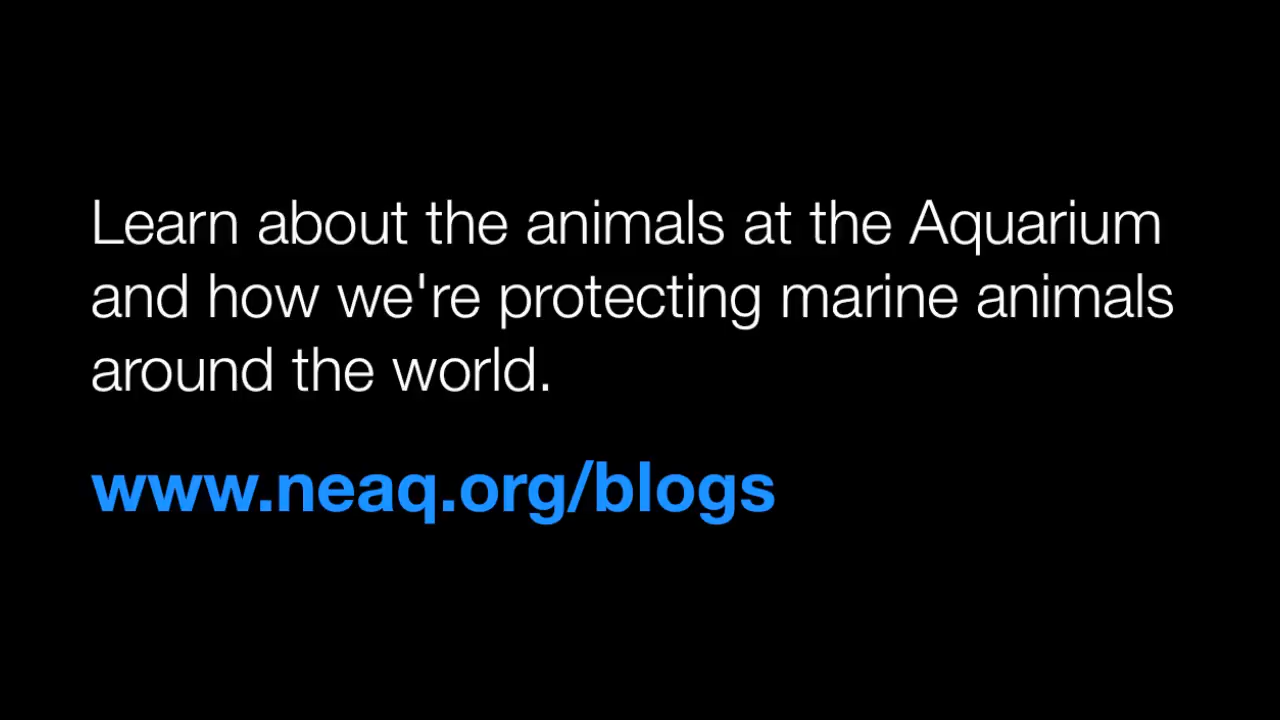 Learn about the animals at the Aquarium
and how we're protecting marine animals
around the world.
www.neaq.org/blogs